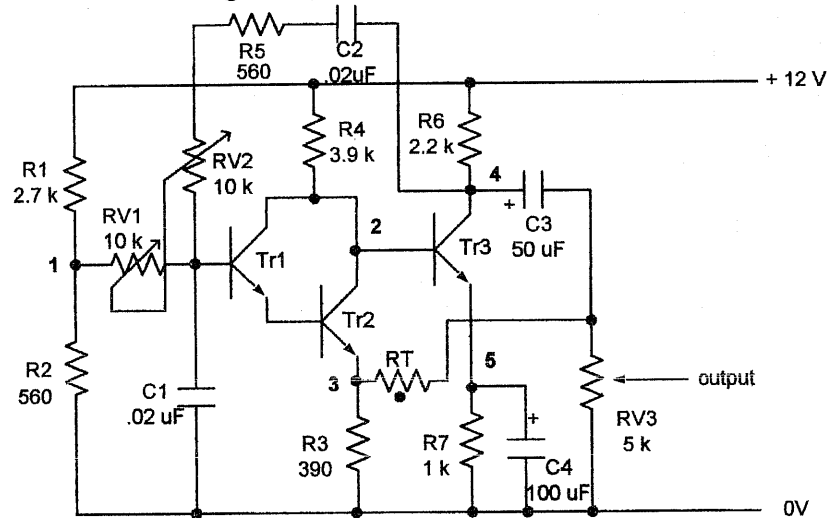 R5
560
C2
.02uF
+ 12 V
R1
2.7 k
RV2
10 k
R4
3.9 k
R6
2.2 k
4
RV1
10 k
1
2
+
C3
50 uF
Tr1
Tr3
Tr2
R2
560
C1
.02 uF
3
RT
5
output
R3
390
R7
1 k
+
C4
100 uF
RV3
5 k
0V